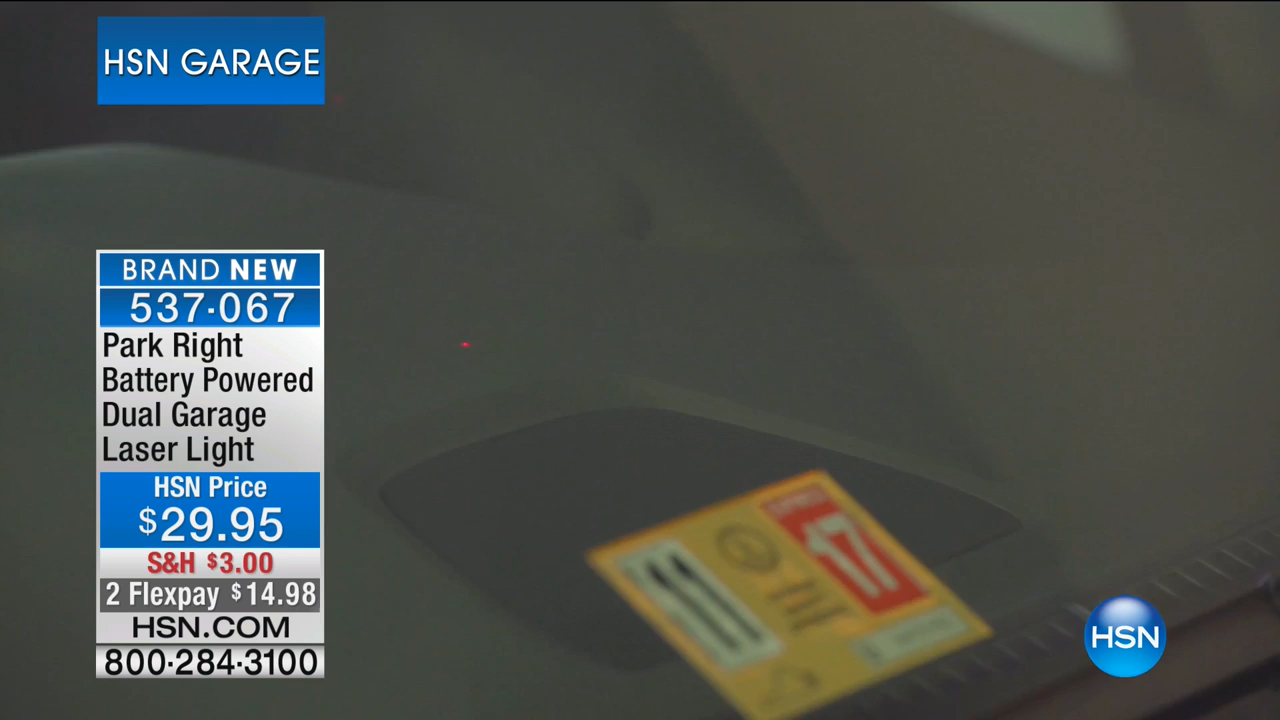 HSN GARAGE
BRAND NEW
537·067
Park Right
Battery Powered
Dual Garage
Laser Light
HSN Price
$29.95
S&H $3.00
2 Flexpay $14.98
HSN.COM
800·284·3100
17
HSN